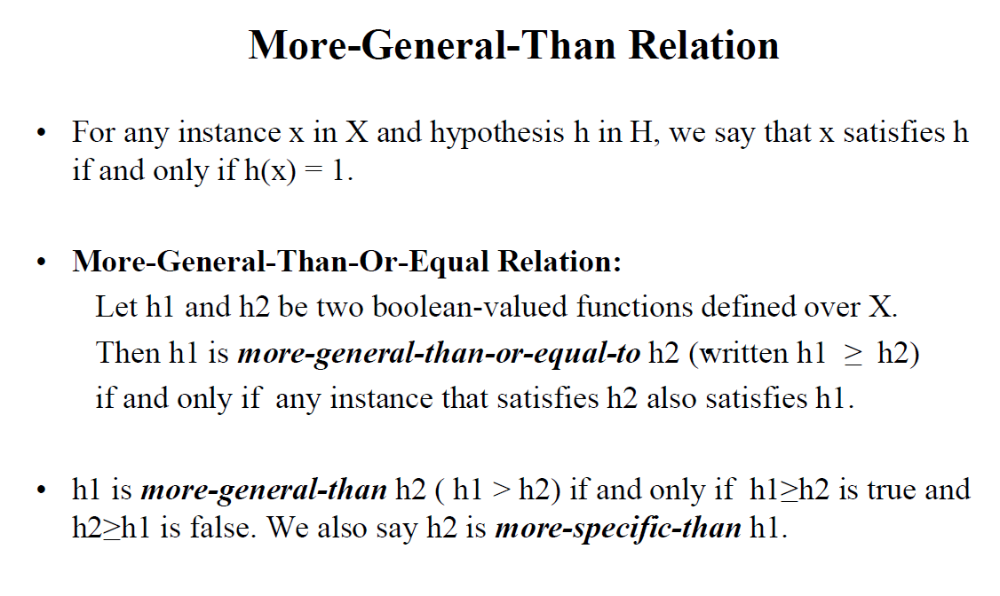 More-General-Than Relation
• For any instance x in X and hypothesis h in H, we say that x satisfies h
if and only if h(x) = 1.
• More-General-Than-Or-Equal Relation:
Let h1 and h2 be two boolean-valued functions defined over X.
Then h1 is more-general-than-or-equal-to h2 (written h1 ≥ h2)
if and only if any instance that satisfies h2 also satisfies h1.
• h1 is more-general-than h2 ( h1 > h2) if and only if h1≥h2 is true and
h2≥h1 is false. We also say h2 is more-specific-than h1.